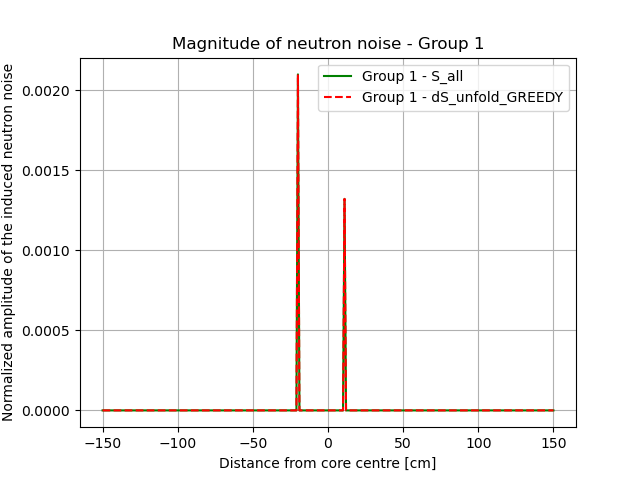 Magnitude of neutron noise - Group 1
Normalized amplitude of the induced neutron noise
0.0020
0.0015
0.0010
0.0005
0.0000
Group 1 - S_all
Group 1 - dS_unfold_GREEDY
−150
−100
−50
0
50
100
150
Distance from core centre [cm]